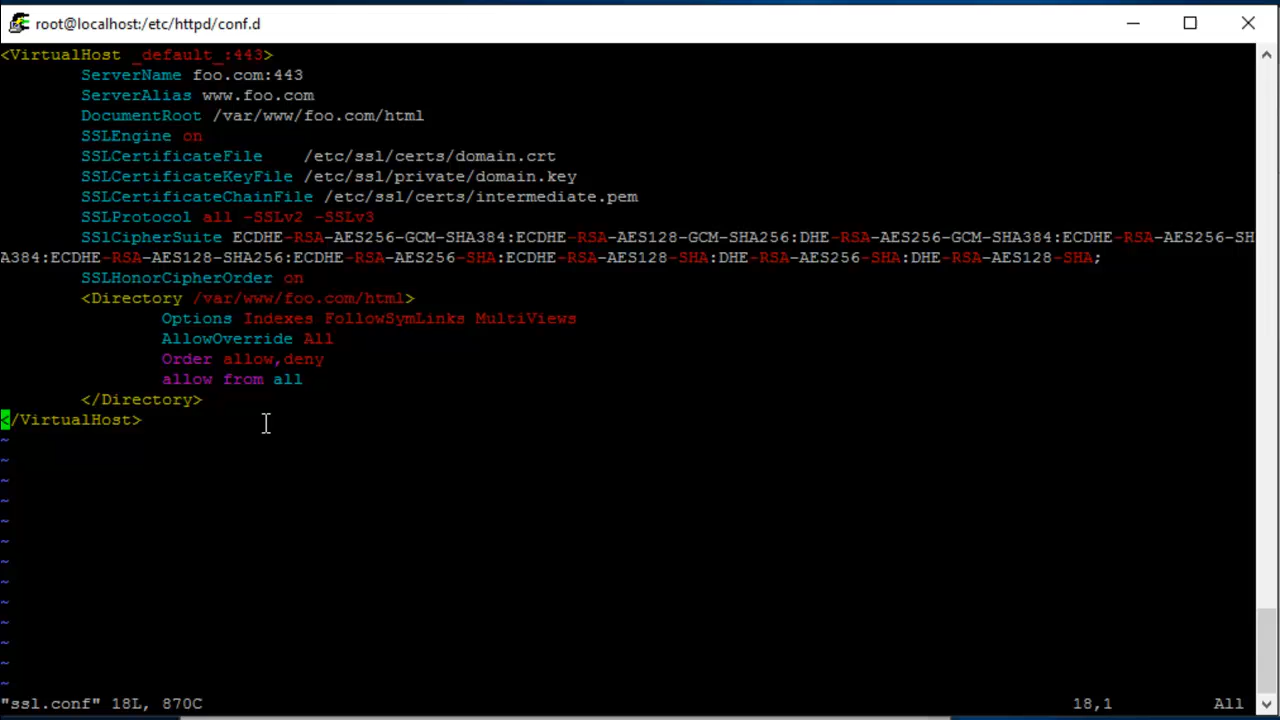 root@localhost:/etc/httpd/conf.d
<VirtualHost _default_:443>
ServerName foo.com:443
ServerAlias www.foo.com
DocumentRoot /var/www/foo.com/html
SSLEngine on
SSLCertificateFile /etc/ssl/certs/domain.crt
SSLCertificateKeyFile /etc/ssl/private/domain.key
SSLCertificateChainFile /etc/ssl/certs/intermediate.pem
SSLProtocol all -SSLv2 -SSLv3
SSlCipherSuite ECDHE-RSA-AES256-GCM-SHA384:ECDHE-RSA-AES128-GCM-SHA256:DHE-RSA-AES256-GCM-SHA384:ECDHE-RSA-AES256-SH
A384:ECDHE-RSA-AES128-SHA256:ECDHE-RSA-AES256-SHA:ECDHE-RSA-AES128-SHA:DHE-RSA-AES256-SHA:DHE-RSA-AES128-SHA;
SSLHonorCipherOrder on
<Directory /var/www/foo.com/html>
Options Indexes FollowSymLinks MultiViews
AllowOverride All
Order allow,deny
allow from all
</Directory>
</VirtualHost>
~
~
~
~
~
~
~
~
~
~
~
~
~
"ssl.conf" 18L, 870C 18,1 All